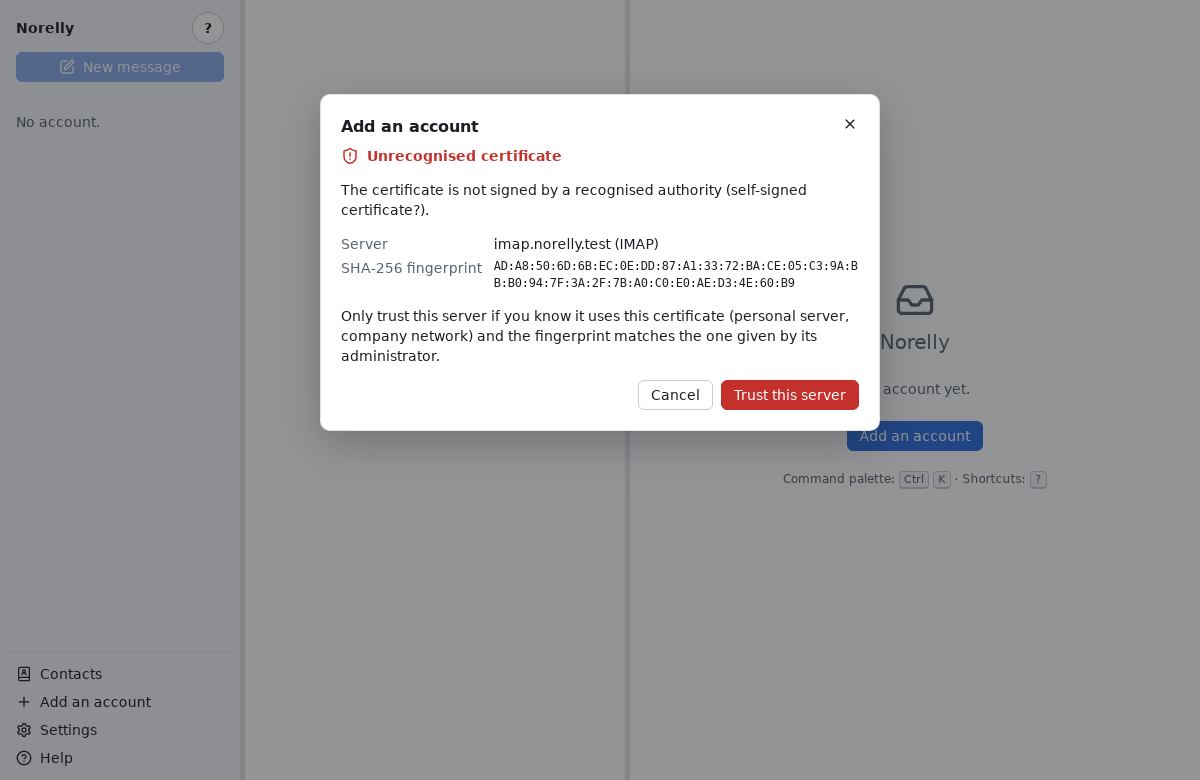 Norelly
?
New message
No account.
Add an account
Unrecognised certificate
The certificate is not signed by a recognised authority (self-signed
certificate?).
Server
imap.norelly.test (IMAP)
SHA-256 fingerprint
AD:A8:50:6D:6B:EC:0E:DD:87:A1:33:72:BA:CE:05:C3:9A:B
B:B0:94:7F:3A:2F:7B:A0:C0:E0:AE:D3:4E:60:B9
Only trust this server if you know it uses this certificate (personal server,
company network) and the fingerprint matches the one given by its
administrator.
Cancel
Trust this server
Norelly
account yet.
Add an account
Command palette: Ctrl K · Shortcuts: ?
Contacts
Add an account
Settings
Help